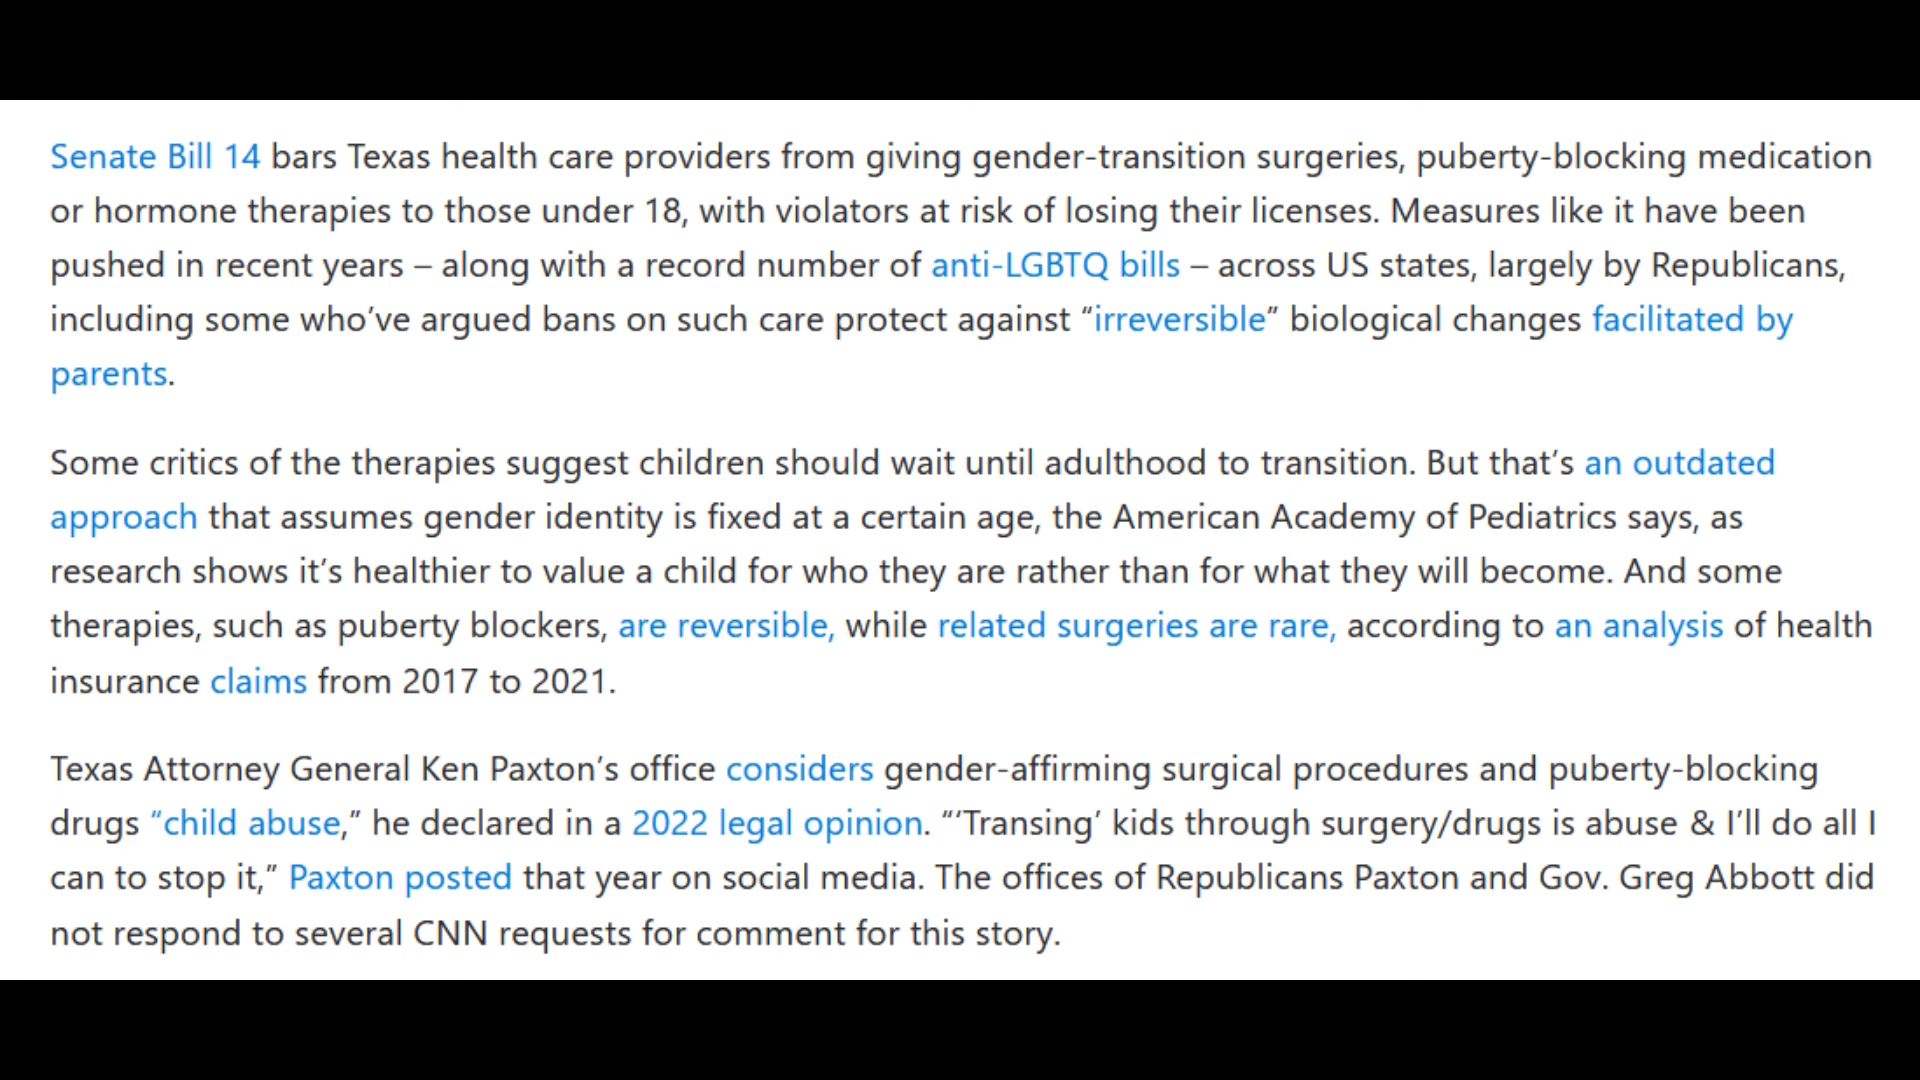 Senate Bill 14 bars Texas health care providers from giving gender-transition surgeries, puberty-blocking medication
or hormone therapies to those under 18, with violators at risk of losing their licenses. Measures like it have been
pushed in recent years – along with a record number of anti-LGBTQ bills – across US states, largely by Republicans,
including some who’ve argued bans on such care protect against “irreversible” biological changes facilitated by
parents.
Some critics of the therapies suggest children should wait until adulthood to transition. But that’s an outdated
approach that assumes gender identity is fixed at a certain age, the American Academy of Pediatrics says, as
research shows it’s healthier to value a child for who they are rather than for what they will become. And some
therapies, such as puberty blockers, are reversible, while related surgeries are rare, according to an analysis of health
insurance claims from 2017 to 2021.
Texas Attorney General Ken Paxton’s office considers gender-affirming surgical procedures and puberty-blocking
drugs “child abuse,” he declared in a 2022 legal opinion. “‘Transing’ kids through surgery/drugs is abuse & I’ll do all I
can to stop it,” Paxton posted that year on social media. The offices of Republicans Paxton and Gov. Greg Abbott did
not respond to several CNN requests for comment for this story.